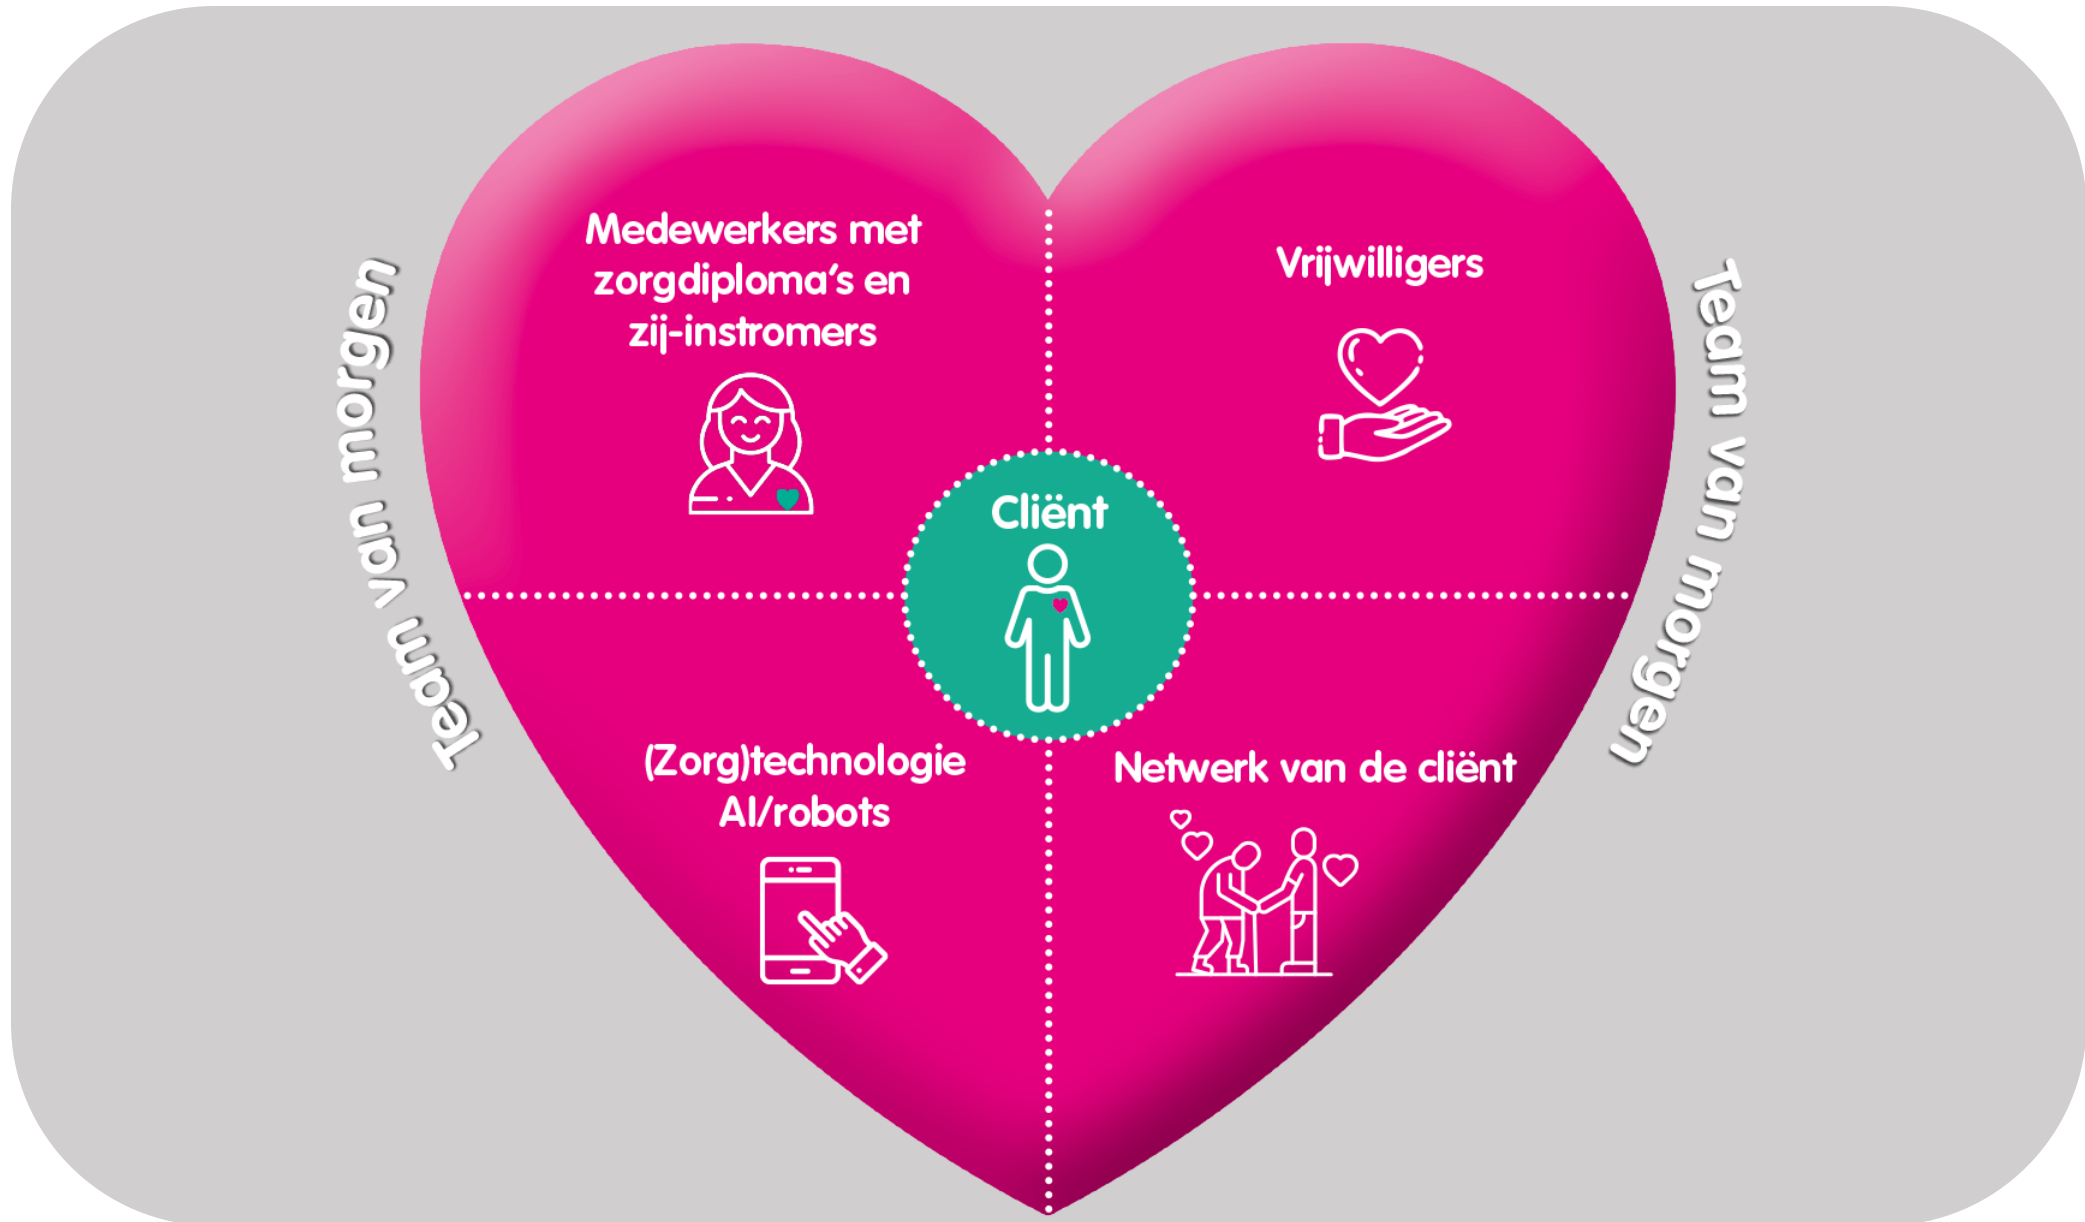 Team van morgen
Medewerkers met
zorgdiploma's en
zij-instromers
Vrijwilligers
Team van morgen
Cliënt
(Zorg)technologie
AI/robots
Netwerk van de cliënt